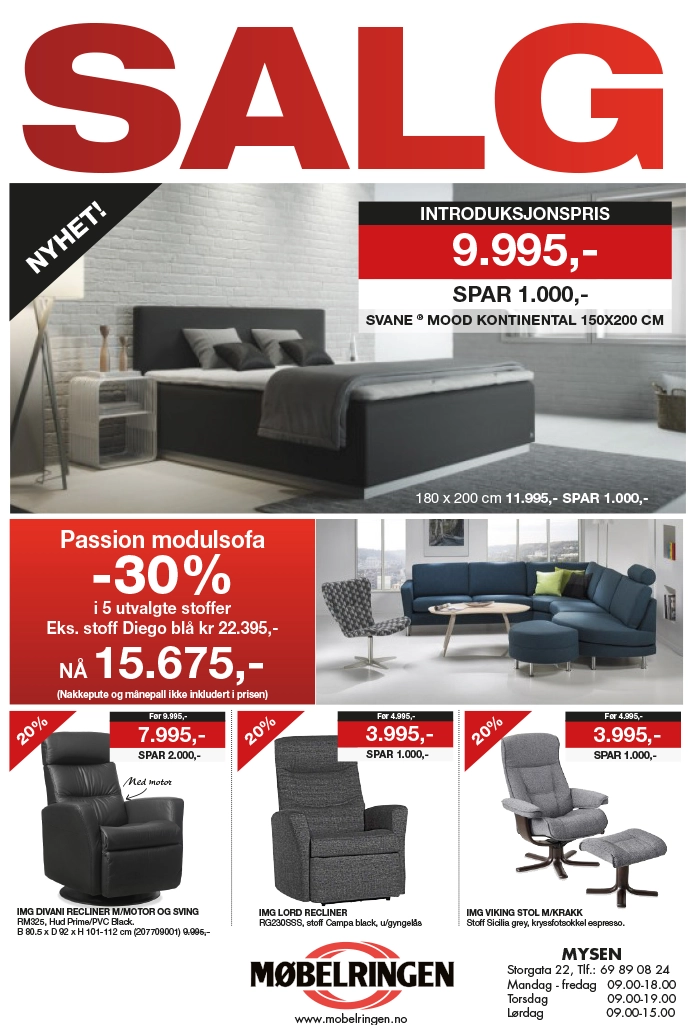 SALG
NYHET!
INTRODUKSJONSPRIS
9.995,-
SPAR 1.000,-
SVANE ® MOOD KONTINENTAL 150X200 CM
180 x 200 cm 11.995,- SPAR 1.000,-
Passion modulsofa
-30%
i 5 utvalgte stoffer
Eks. stoff Diego blå kr 22.395,-
NÅ 15.675,-
(Nakkepute og månepall ikke inkludert i prisen)
20%
Før 9.995,-
7.995,-
SPAR 2.000,-
Med motor
IMG DIVANI RECLINER M/MOTOR OG SVING
RM325, Hud Prime/PVC Black.
B 80.5 x D 92 x H 101-112 cm (207709001) 9.995,-
20%
Før 4.995,-
3.995,-
SPAR 1.000,-
IMG LORD RECLINER
RG230SSS, stoff Campa black, u/gyngelås
20%
Før 4.995,-
3.995,-
SPAR 1.000,-
IMG VIKING STOL M/KRAKK
Stoff Sicilia grey, kryssfotsokkel espresso.
MØBELRINGEN
www.mobelringen.no
MYSEN
Storgata 22, Tlf.: 69 89 08 24
Mandag - fredag 09.00-18.00
Torsdag 09.00-19.00
Lørdag 09.00-15.00